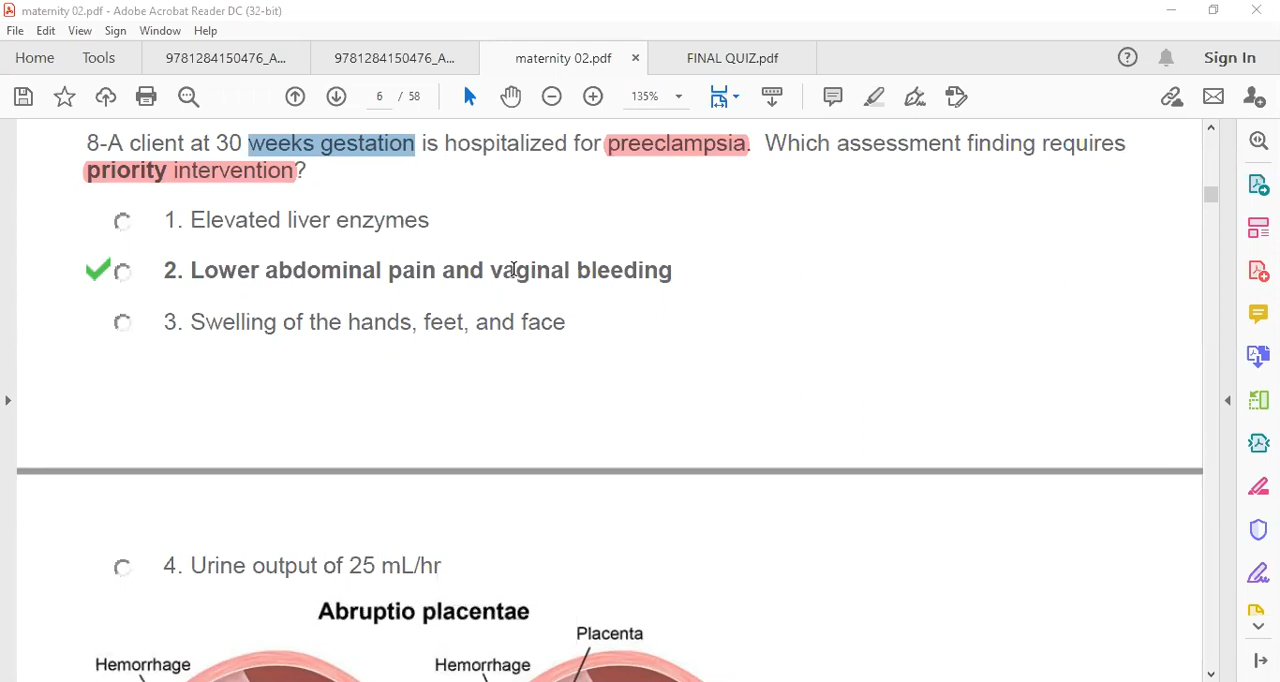 maternity 02.pdf - Adobe Acrobat Reader DC (32-bit)
File Edit View Sign Window Help
Home Tools 9781284150476_A... 9781284150476_A... maternity 02.pdf × FINAL QUIZ.pdf Sign In
6 / 58 135%
8-A client at 30 weeks gestation is hospitalized for preeclampsia. Which assessment finding requires
priority intervention?
1. Elevated liver enzymes
2. Lower abdominal pain and vaginal bleeding
3. Swelling of the hands, feet, and face
4. Urine output of 25 mL/hr
Abruptio placentae
Placenta
Hemorrhage Hemorrhage